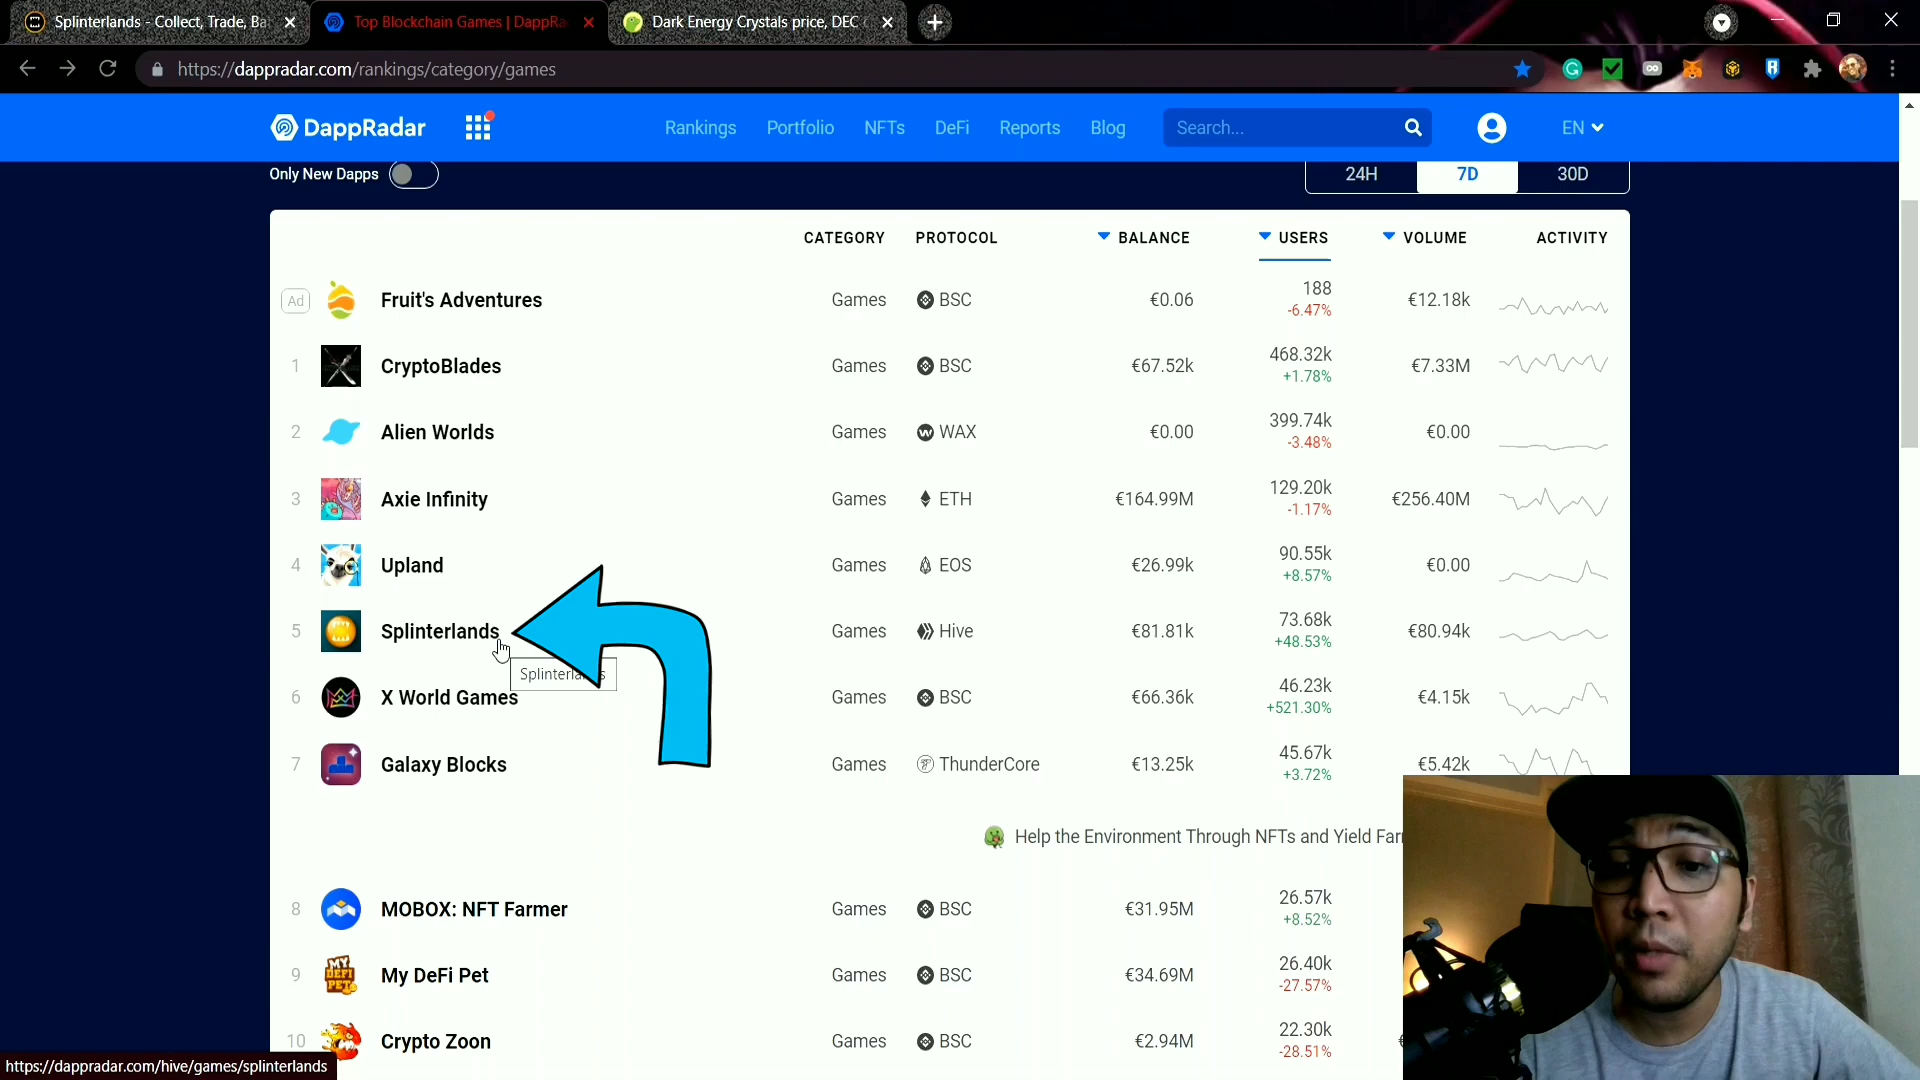 Splinterlands - Collect, Trade, Ba
Top Blockchain Games | DappRa
Dark Energy Crystals price, DEC
https://dappradar.com/rankings/category/games
DappRadar
Rankings
Portfolio
NFTs
DeFi
Reports
Blog
Search...
EN
Only New Dapps
24H
7D
30D
CATEGORY PROTOCOL BALANCE USERS VOLUME ACTIVITY
Ad Fruit's Adventures Games BSC €0.06 188 €12.18k
-6.47%
1 CryptoBlades Games BSC €67.52k 468.32k €7.33M
+1.78%
2 Alien Worlds Games WAX €0.00 399.74k €0.00
-3.48%
3 Axie Infinity Games ETH €164.99M 129.20k €256.40M
-1.17%
4 Upland Games EOS €26.99k 90.55k €0.00
+8.57%
5 Splinterlands Games Hive €81.81k 73.68k €80.94k
+48.53%
Splinterla s
6 X World Games Games BSC €66.36k 46.23k €4.15k
+521.30%
7 Galaxy Blocks Games ThunderCore €13.25k 45.67k €5.42k
+3.72%
Help the Environment Through NFTs and Yield Far
8 MOBOX: NFT Farmer Games BSC €31.95M 26.57k
+8.52%
9 MY DEFI PET My DeFi Pet Games BSC €34.69M 26.40k
-27.57%
10 Crypto Zoon Games BSC €2.94M 22.30k €
-28.51%
https://dappradar.com/hive/games/splinterlands